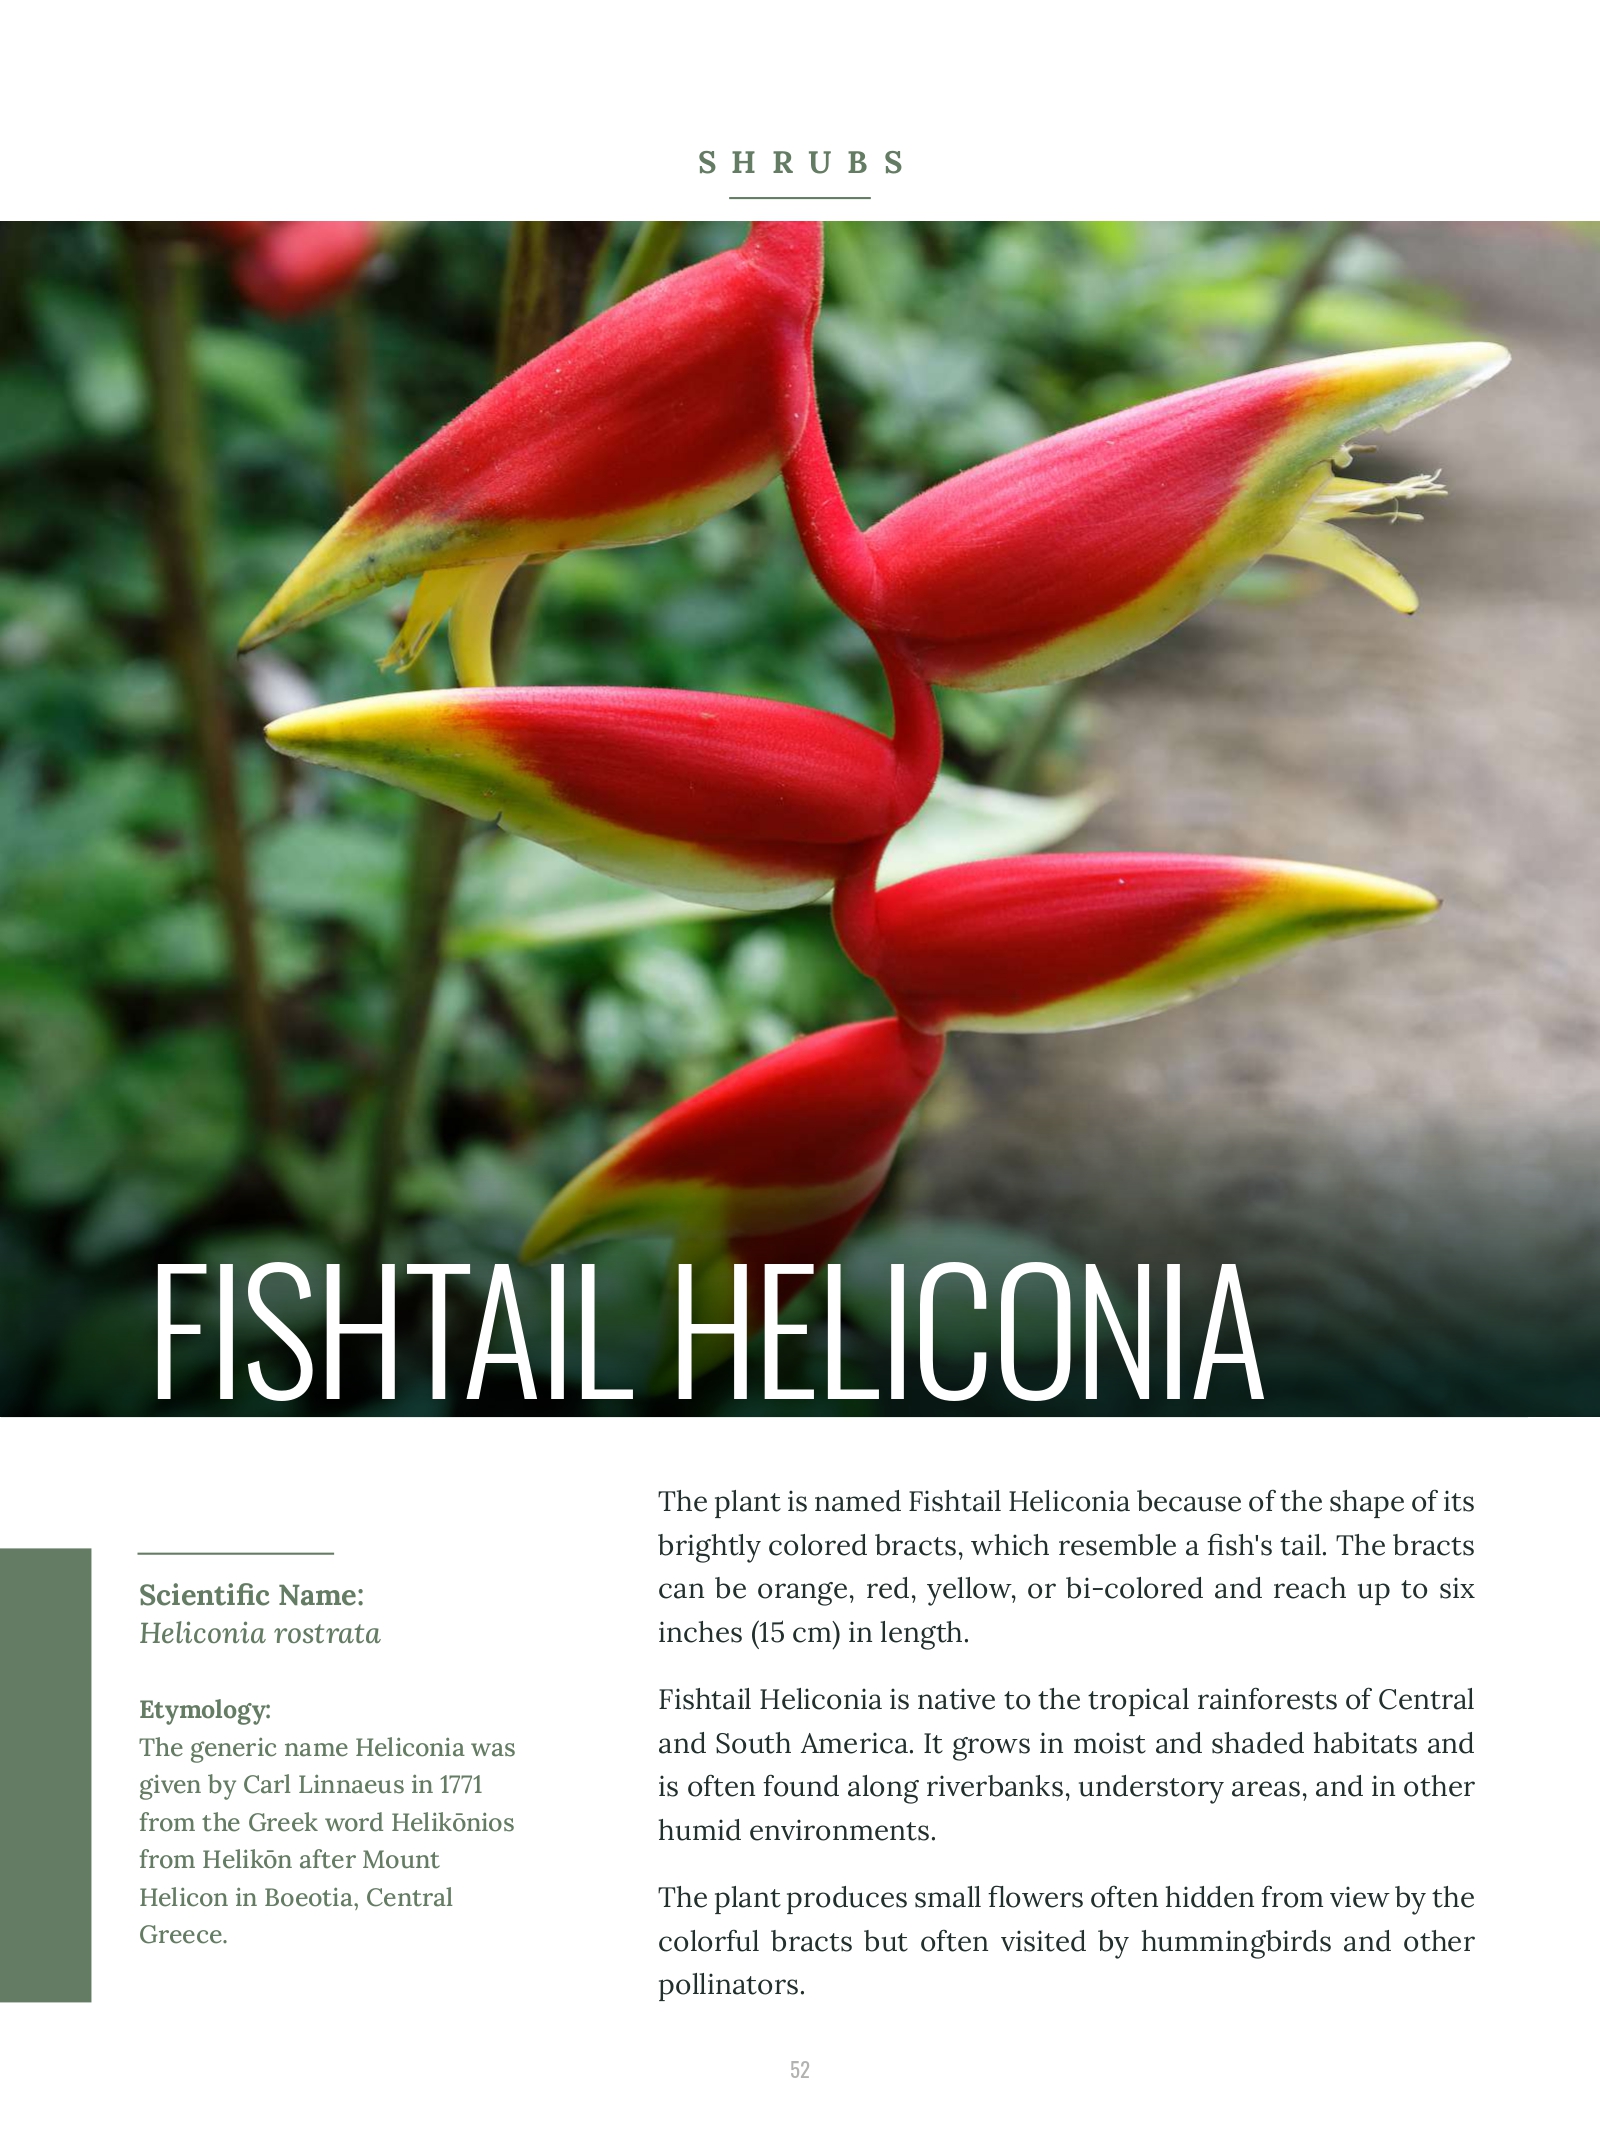 SHRUBS
FISHTAIL HELICONIA
Scientific Name:
Heliconia rostrata
Etymology:
The generic name Heliconia was
given by Carl Linnaeus in 1771
from the Greek word Helikōnios
from Helikōn after Mount
Helicon in Boeotia, Central
Greece.
The plant is named Fishtail Heliconia because of the shape of its
brightly colored bracts, which resemble a fish's tail. The bracts
can be orange, red, yellow, or bi-colored and reach up to six
inches (15 cm) in length.
Fishtail Heliconia is native to the tropical rainforests of Central
and South America. It grows in moist and shaded habitats and
is often found along riverbanks, understory areas, and in other
humid environments.
The plant produces small flowers often hidden from view by the
colorful bracts but often visited by hummingbirds and other
pollinators.
52